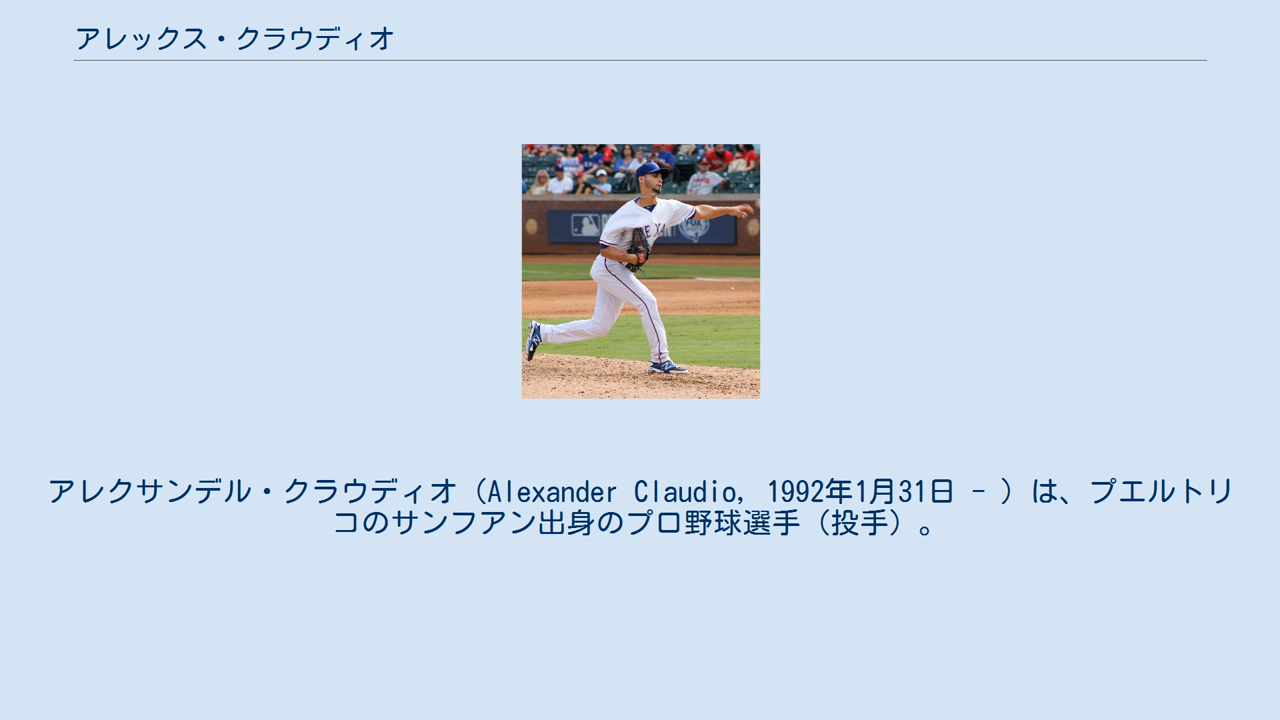 アレックス・クラウディオ
アレクサンデル・クラウディオ（Alexander Claudio, 1992年1月31日 - ）は、プエルトリ
コのサンフアン出身のプロ野球選手（投手）。